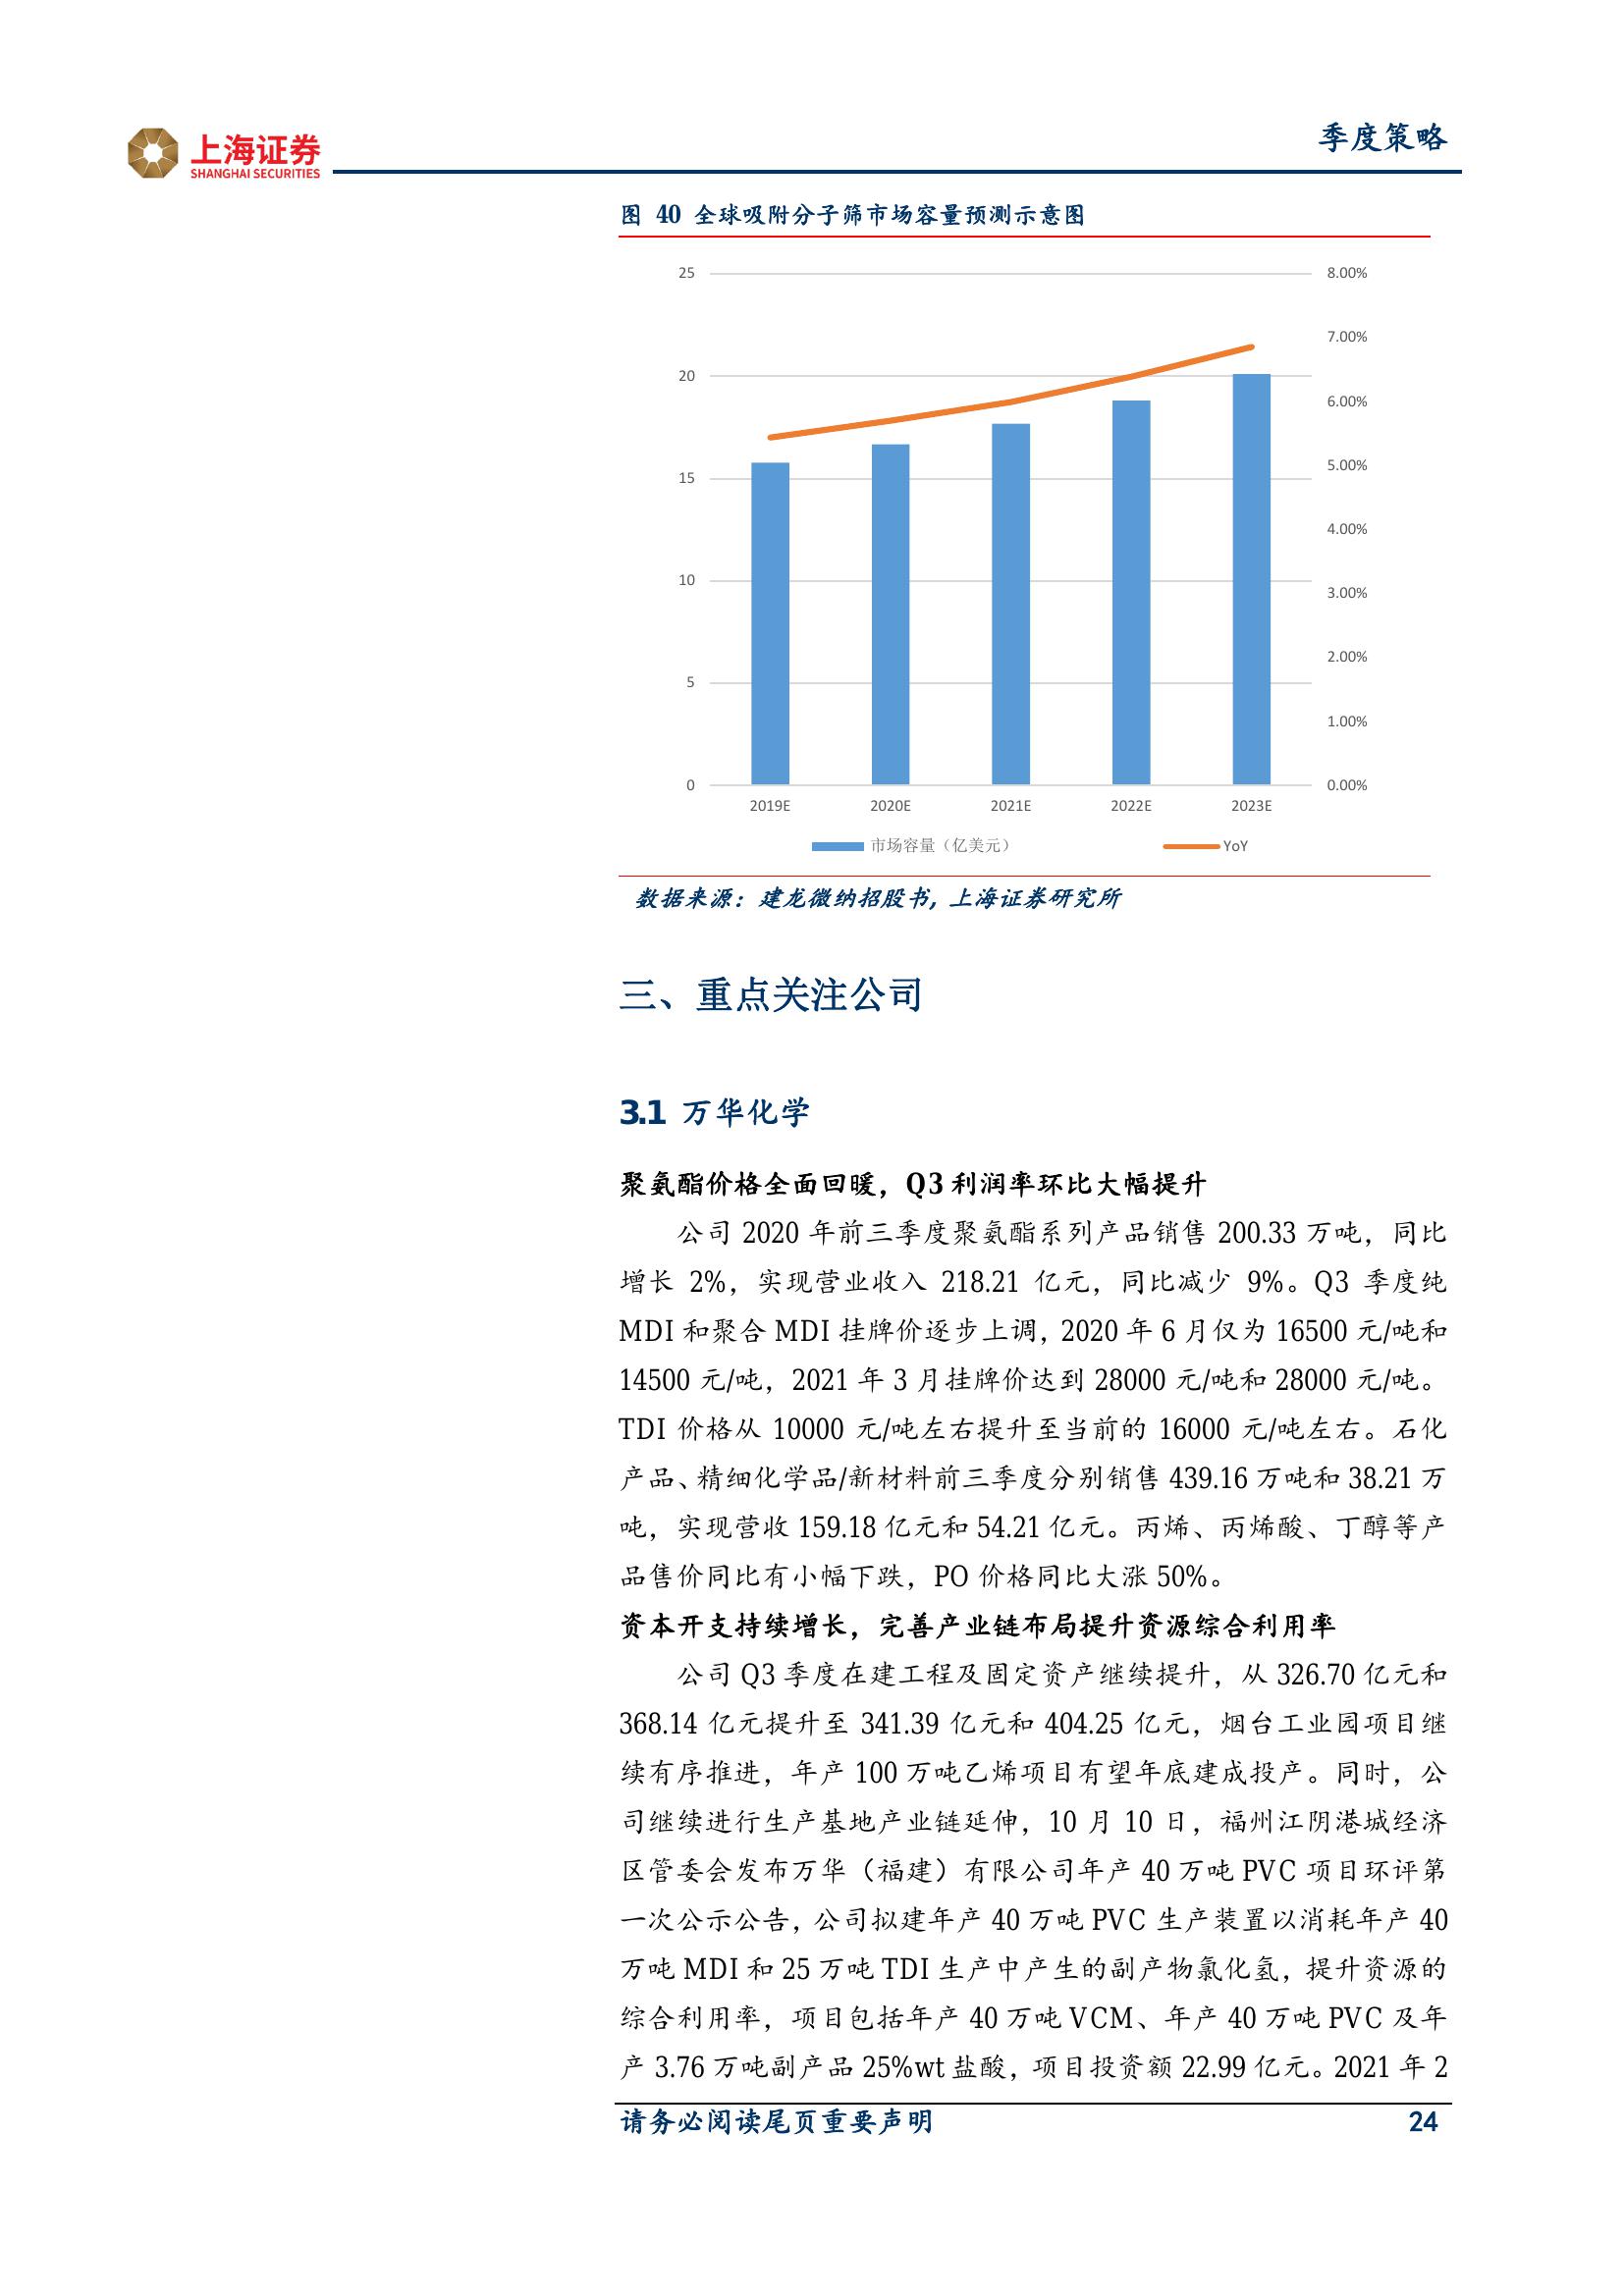 上海证券
SHANGHAI SECURITIES
季度策略
图 40 全球吸附分子筛市场容量预测示意图
25
20
15
10
5
0
8.00%
7.00%
6.00%
5.00%
4.00%
3.00%
2.00%
1.00%
0.00%
2019E 2020E 2021E 2022E 2023E
市场容量（亿美元） YoY
数据来源：建龙微纳招股书, 上海证券研究所
三、重点关注公司
3.1 万华化学
聚氨酯价格全面回暖，Q3 利润率环比大幅提升
公司 2020 年前三季度聚氨酯系列产品销售 200.33 万吨，同比
增长 2%，实现营业收入 218.21 亿元，同比减少 9%。Q3 季度纯
MDI 和聚合 MDI 挂牌价逐步上调，2020 年 6 月仅为 16500 元/吨和
14500 元/吨，2021 年 3 月挂牌价达到 28000 元/吨和 28000 元/吨。
TDI 价格从 10000 元/吨左右提升至当前的 16000 元/吨左右。石化
产品、精细化学品/新材料前三季度分别销售 439.16 万吨和 38.21 万
吨，实现营收 159.18 亿元和 54.21 亿元。丙烯、丙烯酸、丁醇等产
品售价同比有小幅下跌，PO 价格同比大涨 50%。
资本开支持续增长，完善产业链布局提升资源综合利用率
公司 Q3 季度在建工程及固定资产继续提升，从 326.70 亿元和
368.14 亿元提升至 341.39 亿元和 404.25 亿元，烟台工业园项目继
续有序推进，年产 100 万吨乙烯项目有望年底建成投产。同时，公
司继续进行生产基地产业链延伸，10 月 10 日，福州江阴港城经济
区管委会发布万华（福建）有限公司年产 40 万吨 PVC 项目环评第
一次公示公告，公司拟建年产 40 万吨 PVC 生产装置以消耗年产 40
万吨 MDI 和 25 万吨 TDI 生产中产生的副产物氯化氢，提升资源的
综合利用率，项目包括年产 40 万吨 VCM、年产 40 万吨 PVC 及年
产 3.76 万吨副产品 25%wt 盐酸，项目投资额 22.99 亿元。2021 年 2
请务必阅读尾页重要声明 24